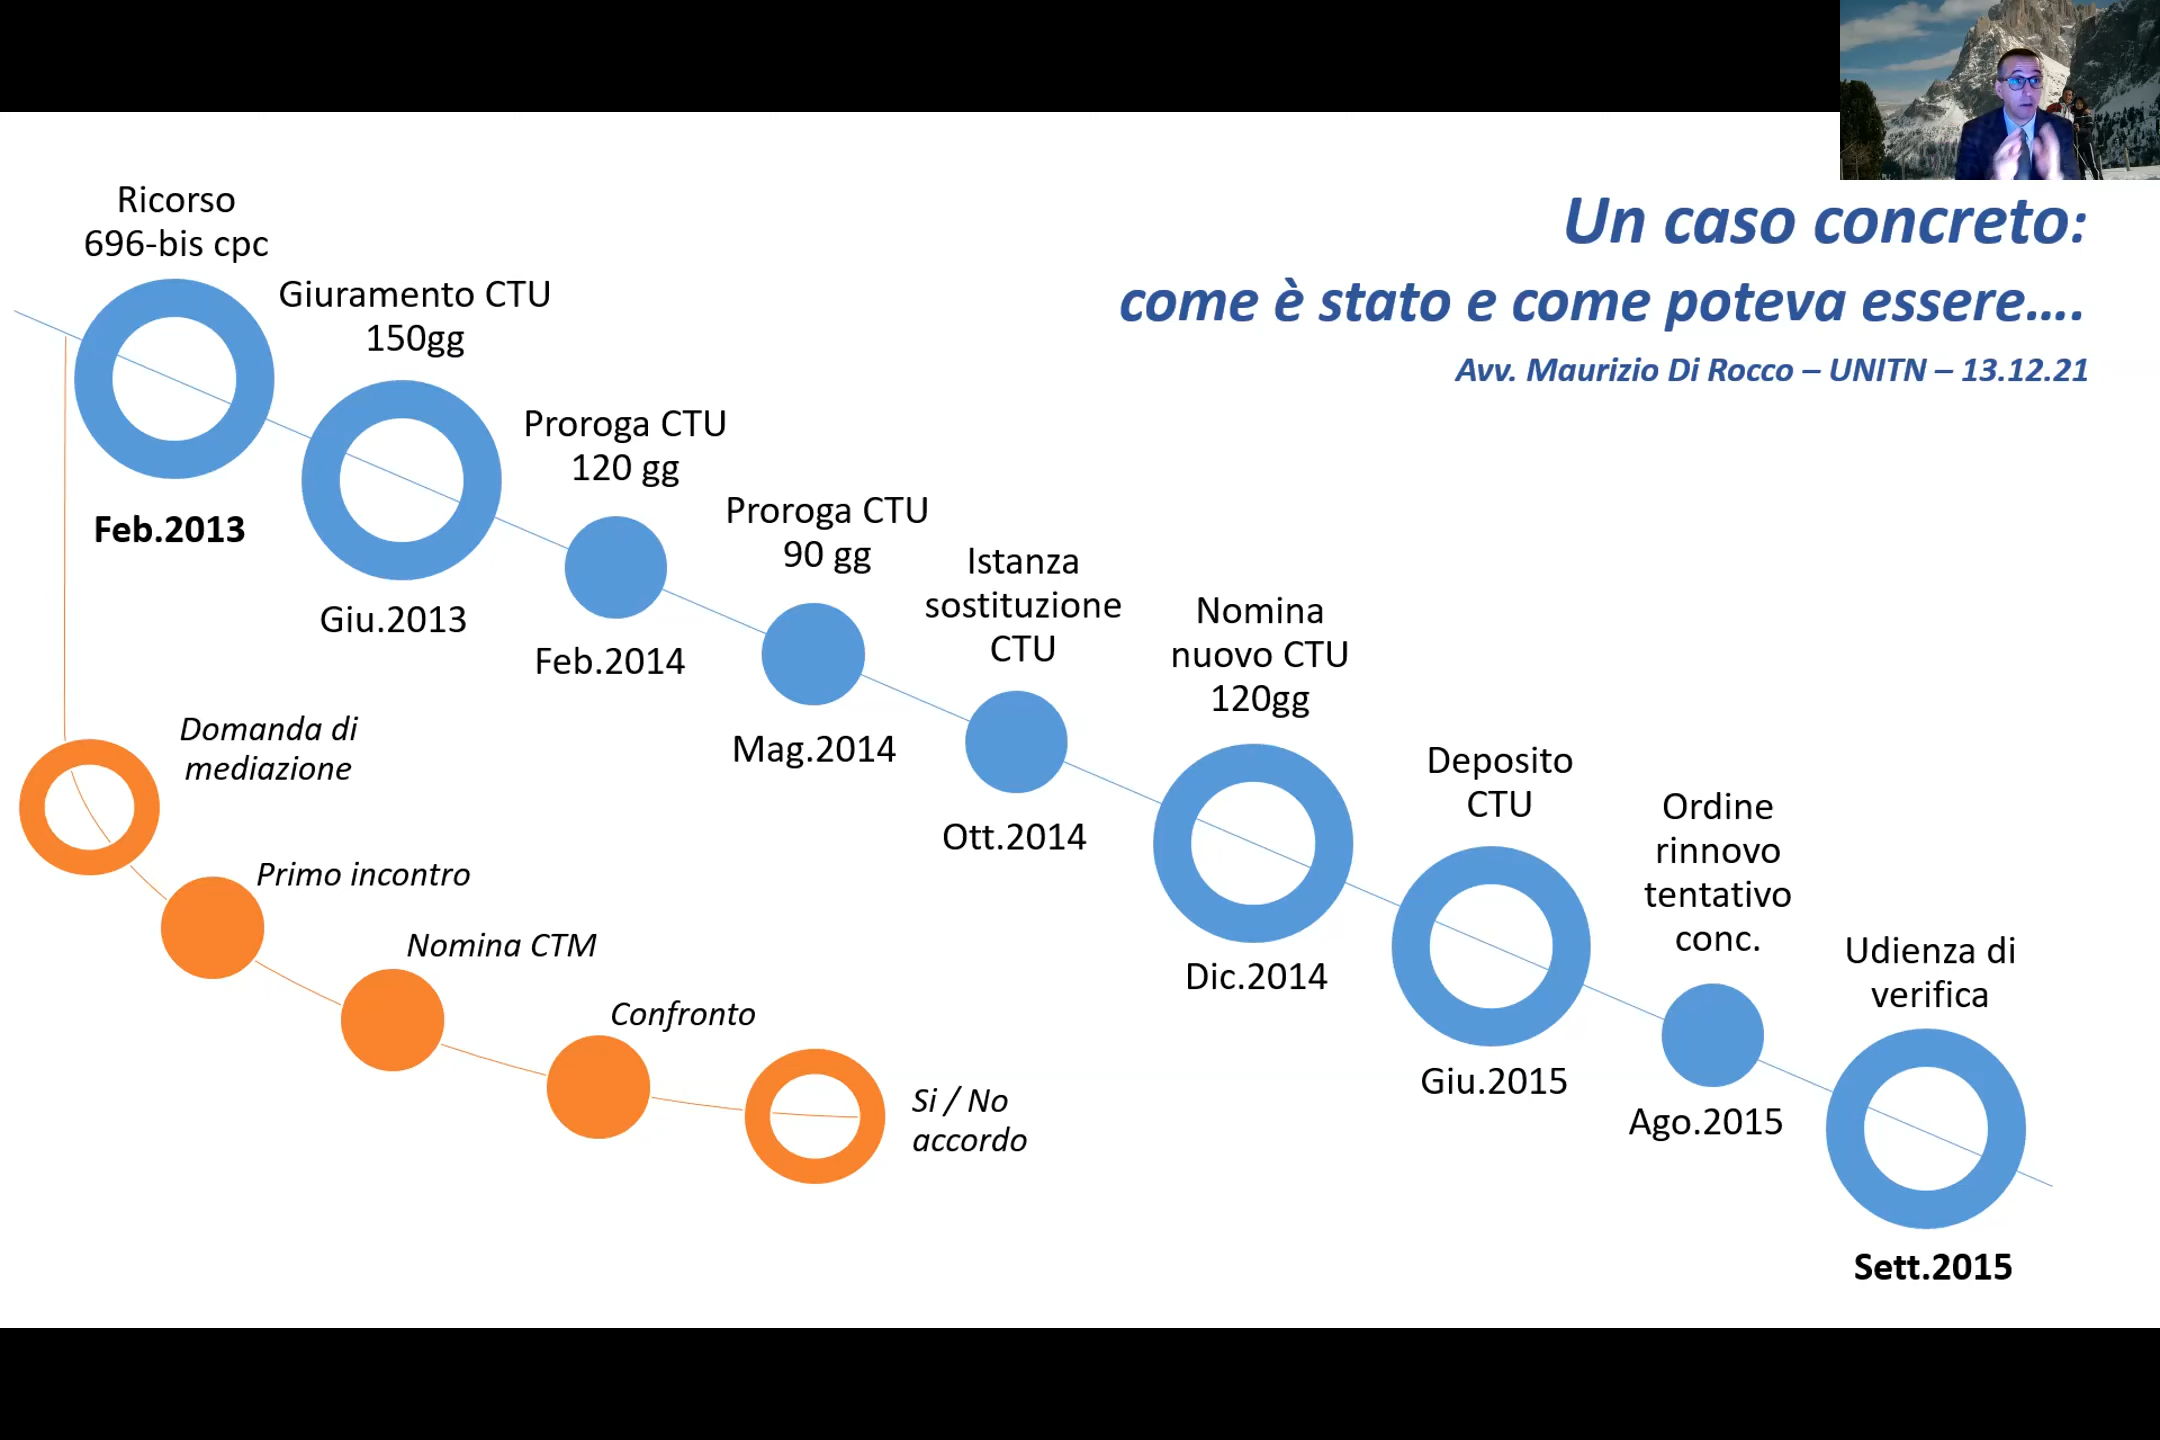 Un caso concreto:
come è stato e come poteva essere....
Avv. Maurizio Di Rocco – UNITN – 13.12.21
Ricorso
696-bis cpc
Feb.2013
Giuramento CTU
150gg
Giu.2013
Proroga CTU
120 gg
Feb.2014
Proroga CTU
90 gg
Mag.2014
Istanza
sostituzione
CTU
Ott.2014
Nomina
nuovo CTU
120gg
Dic.2014
Deposito
CTU
Giu.2015
Ordine
rinnovo
tentativo
conc.
Ago.2015
Udienza di
verifica
Sett.2015
Domanda di
mediazione
Primo incontro
Nomina CTM
Confronto
Si / No
accordo